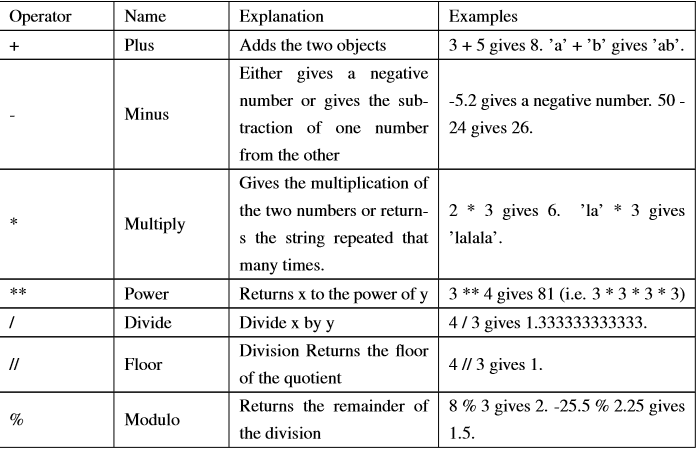 Operator Name Explanation Examples
+ Plus Adds the two objects 3 + 5 gives 8. ’a’ + ’b’ gives ’ab’.
- Minus Either gives a negative
number or gives the sub-
traction of one number
from the other
-5.2 gives a negative number. 50 -
24 gives 26.
* Multiply Gives the multiplication of
the two numbers or return-
s the string repeated that
many times.
2 * 3 gives 6. ’la’ * 3 gives
’lalala’.
** Power Returns x to the power of y 3 ** 4 gives 81 (i.e. 3 * 3 * 3 * 3)
/ Divide Divide x by y 4 / 3 gives 1.333333333333.
// Floor Division Returns the floor
of the quotient
4 // 3 gives 1.
% Modulo Returns the remainder of
the division
8 % 3 gives 2. -25.5 % 2.25 gives
1.5.